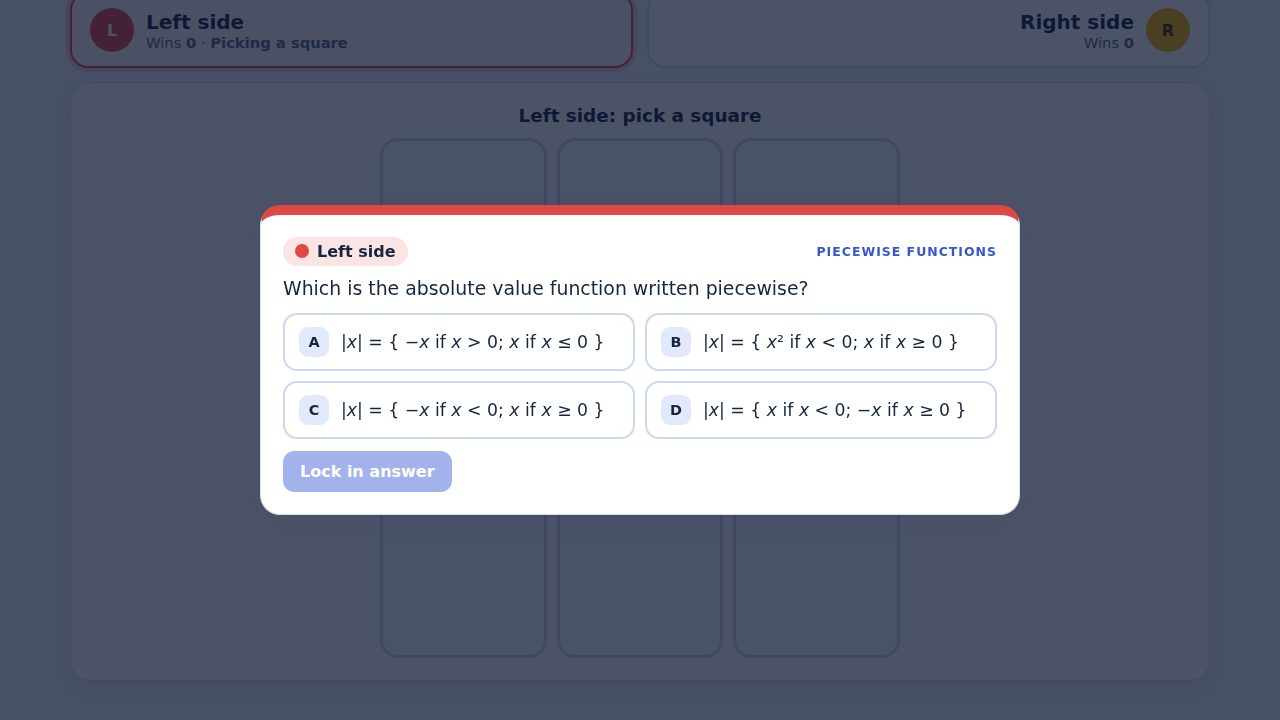 L
Left side
Wins 0 · Picking a square
Right side
Wins 0
R
Left side: pick a square
Left side
PIECEWISE FUNCTIONS
Which is the absolute value function written piecewise?
A |x| = { −x if x > 0; x if x ≤ 0 }
B |x| = { x² if x < 0; x if x ≥ 0 }
C |x| = { −x if x < 0; x if x ≥ 0 }
D |x| = { x if x < 0; −x if x ≥ 0 }
Lock in answer